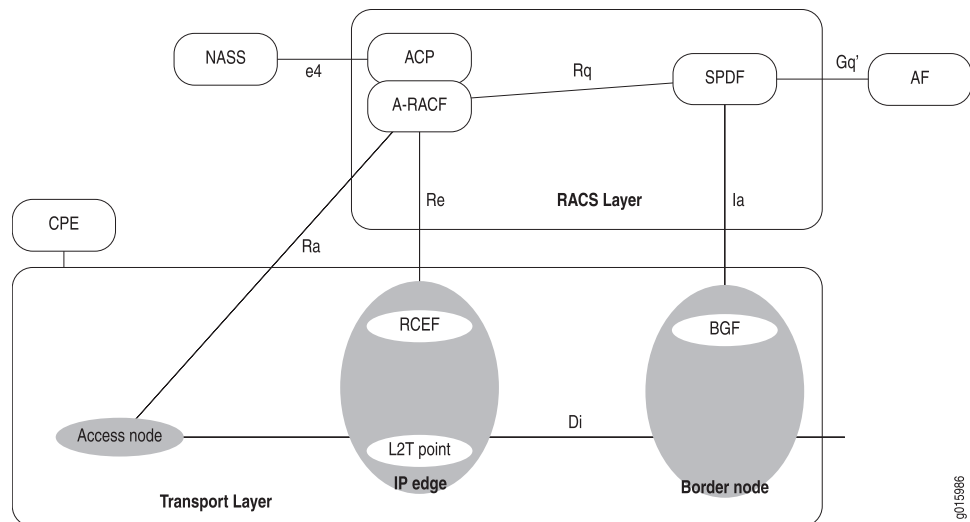 NASS
e4
ACP
A-RACF
Rq
SPDF
Gq'
AF
Re
RACS Layer
Ia
CPE
Ra
RCEF
BGF
Access node
L2T point
Di
IP edge
Border node
Transport Layer
g015986